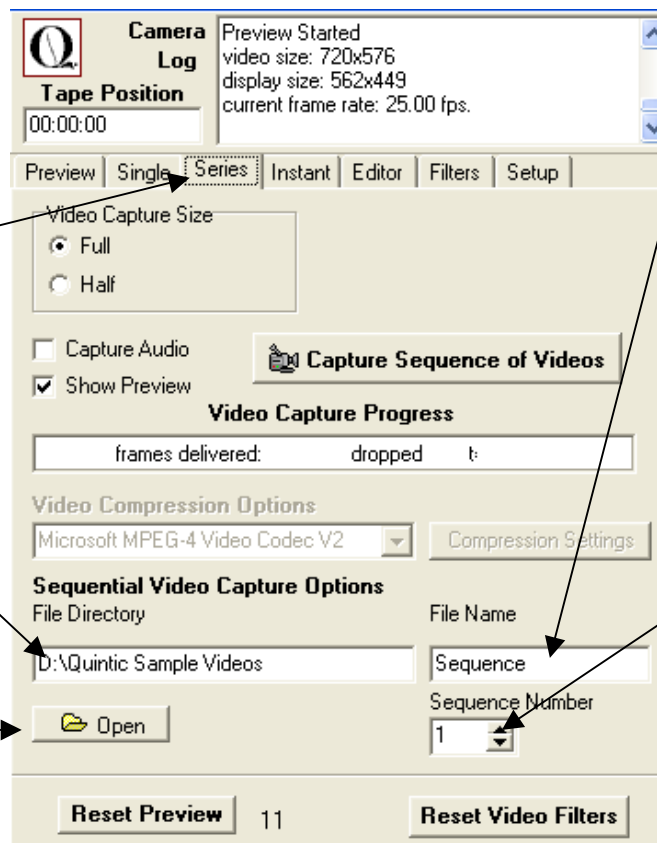 Q
Camera
Log
Tape Position
00:00:00
Preview Started
video size: 720x576
display size: 562x449
current frame rate: 25.00 fps.
Preview Single Series Instant Editor Filters Setup
Video Capture Size
Full
Half
Capture Audio
Show Preview
Capture Sequence of Videos
Video Capture Progress
frames delivered: dropped t:
Video Compression Options
Microsoft MPEG-4 Video Codec V2
Compression Settings
Sequential Video Capture Options
File Directory
File Name
D:\Quintic Sample Videos
Sequence
Open
Sequence Number
1
Reset Preview 11 Reset Video Filters